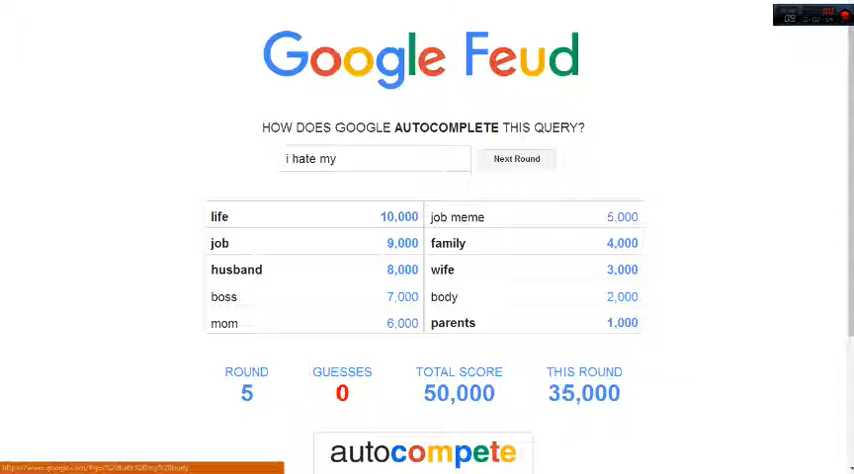 Google Feud
HOW DOES GOOGLE AUTOCOMPLETE THIS QUERY?
i hate my
Next Round
life 10,000
job 9,000
husband 8,000
boss 7,000
mom 6,000
job meme 5,000
family 4,000
wife 3,000
body 2,000
parents 1,000
ROUND GUESSES TOTAL SCORE THIS ROUND
5 0 50,000 35,000
autocompete